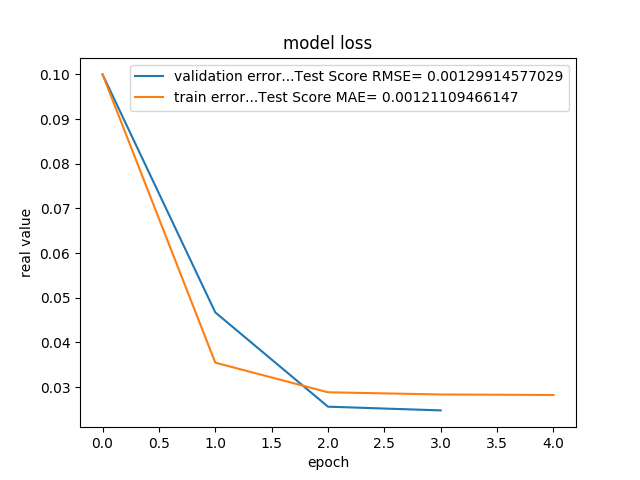 model loss
validation error...Test Score RMSE= 0.00129914577029
train error...Test Score MAE= 0.00121109466147
0.10
0.09
0.08
0.07
0.06
0.05
0.04
0.03
real value
0.0 0.5 1.0 1.5 2.0 2.5 3.0 3.5 4.0
epoch